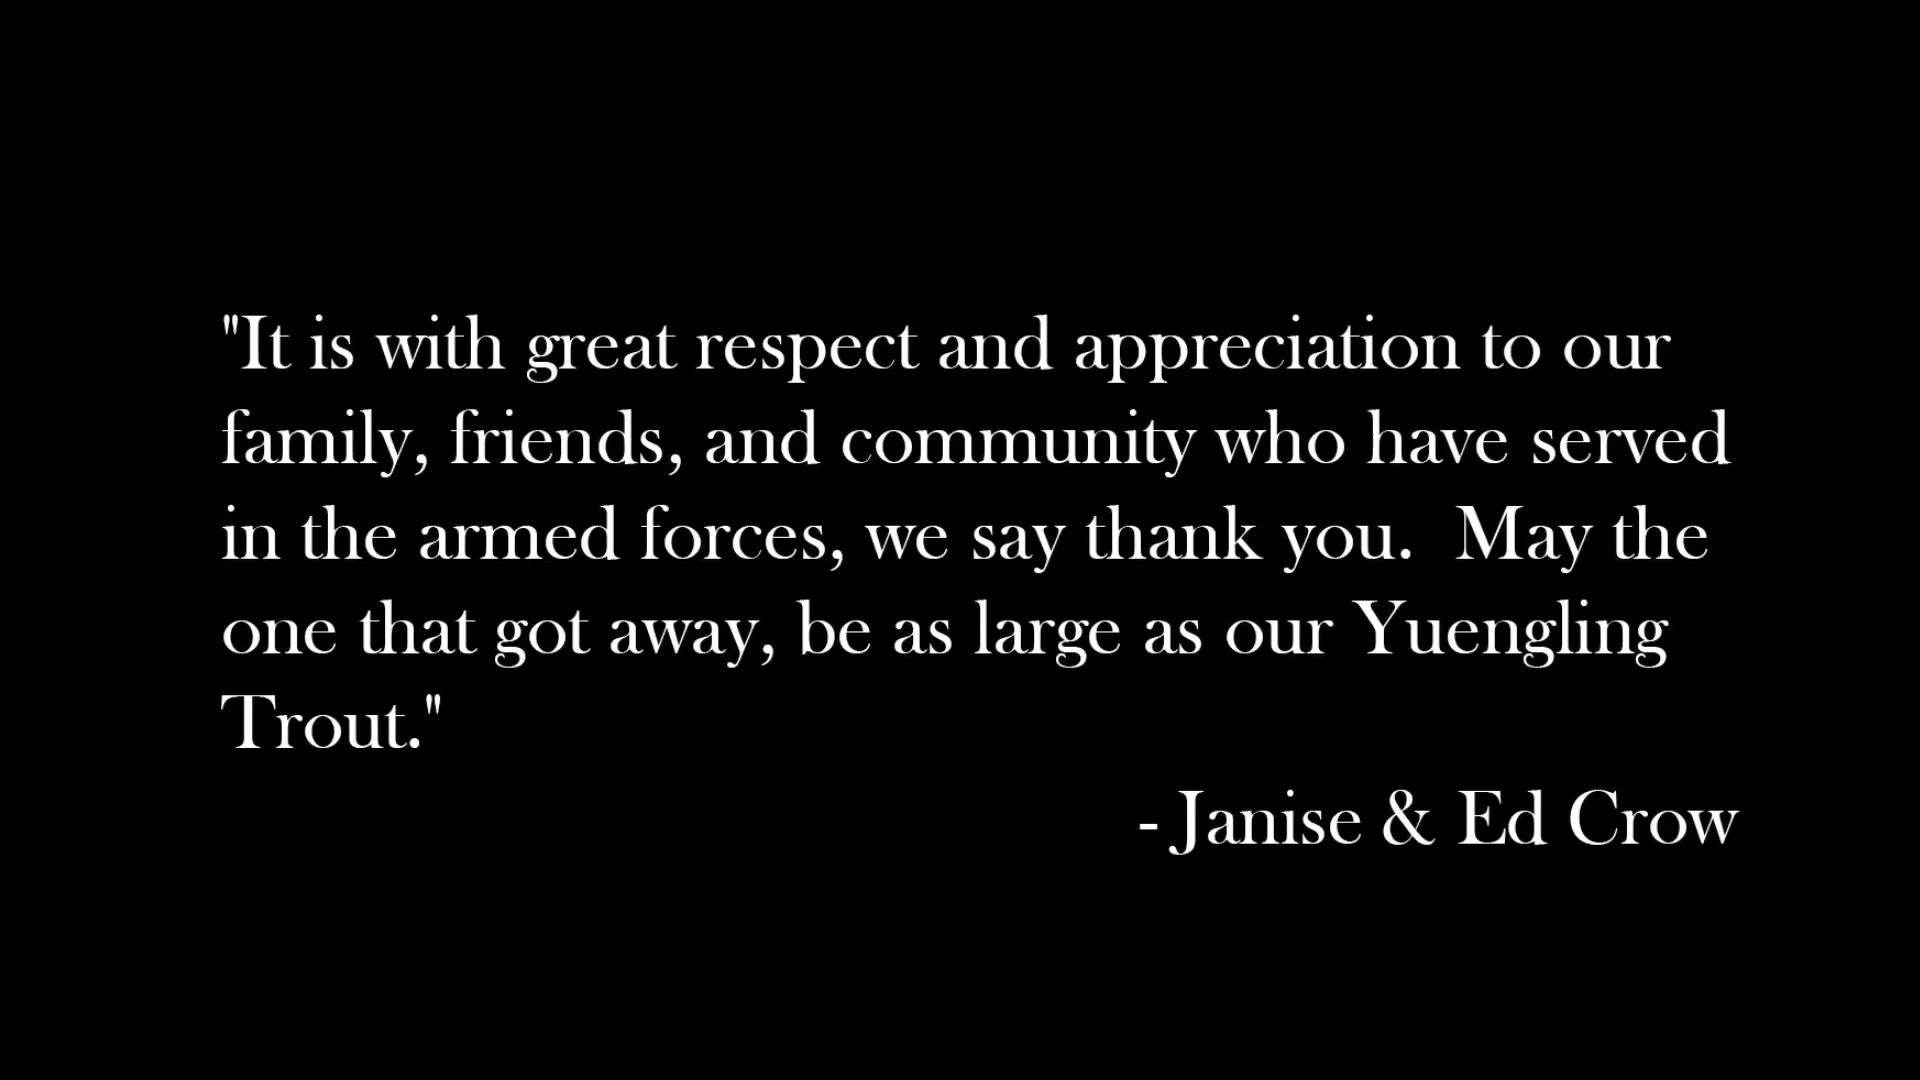 "It is with great respect and appreciation to our
family, friends, and community who have served
in the armed forces, we say thank you.  May the
one that got away, be as large as our Yuengling
Trout."
- Janise & Ed Crow